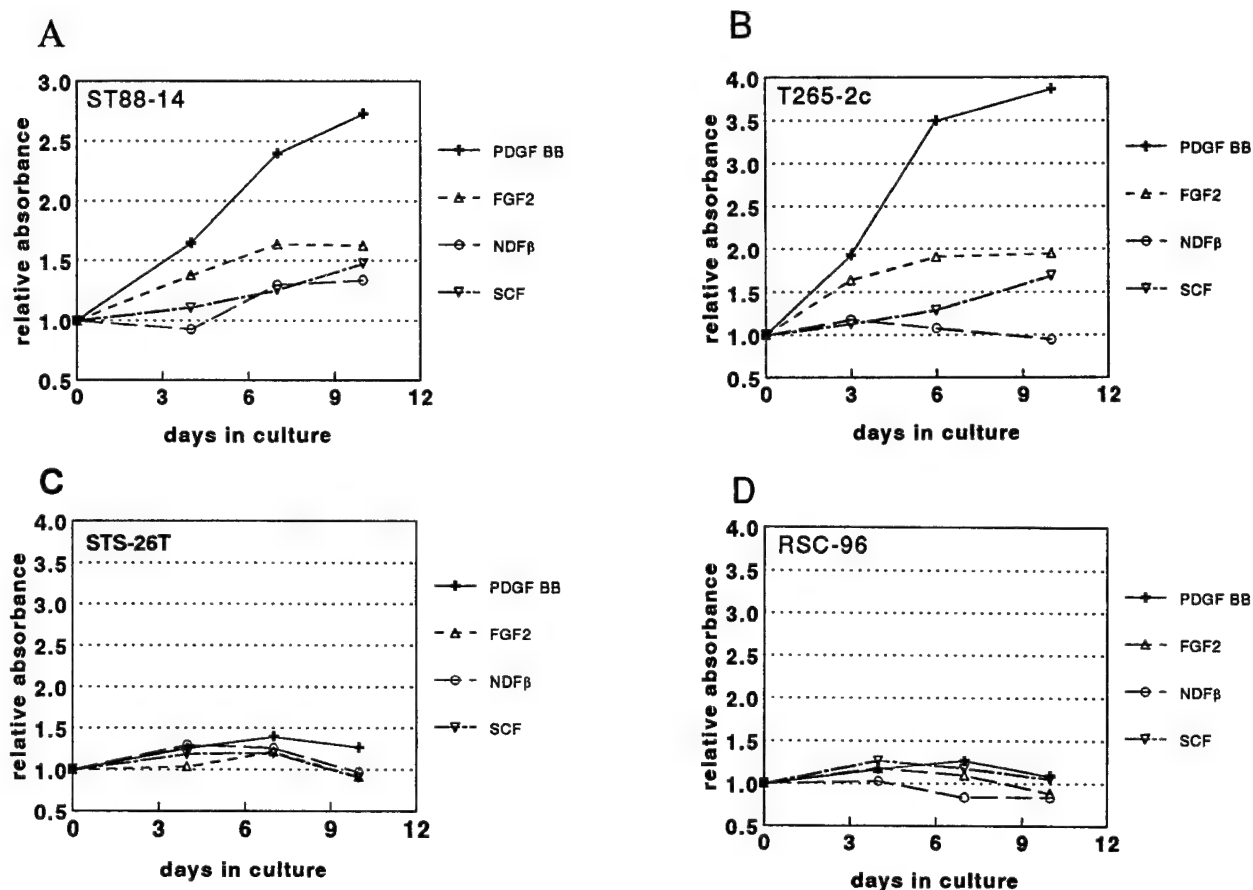 A
ST88-14
3.0
2.5
2.0
1.5
1.0
0.5
0 3 6 9 12
relative absorbance
days in culture
PDGF BB
FGF2
NDFβ
SCF
B
T265-2c
4.0
3.5
3.0
2.5
2.0
1.5
1.0
0.5
0 3 6 9 12
relative absorbance
days in culture
PDGF BB
FGF2
NDFβ
SCF
C
STS-26T
4.0
3.5
3.0
2.5
2.0
1.5
1.0
0.5
0 3 6 9 12
relative absorbance
days in culture
PDGF BB
FGF2
NDFβ
SCF
D
RSC-96
4.0
3.5
3.0
2.5
2.0
1.5
1.0
0.5
0 3 6 9 12
relative absorbance
days in culture
PDGF BB
FGF2
NDFβ
SCF